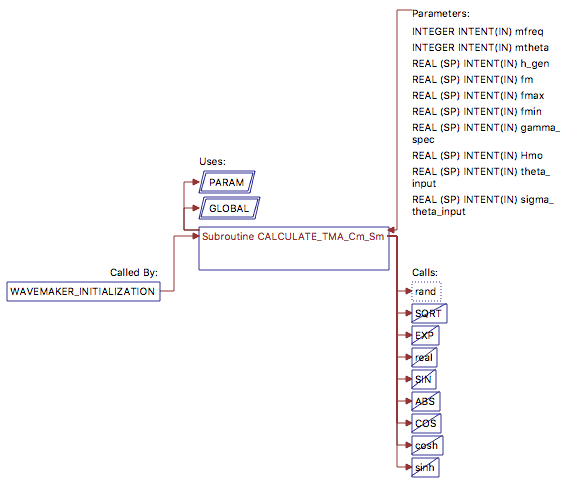 Parameters:
INTEGER INTENT(IN) mfreq
INTEGER INTENT(IN) mtheta
REAL (SP) INTENT(IN) h_gen
REAL (SP) INTENT(IN) fm
REAL (SP) INTENT(IN) fmax
REAL (SP) INTENT(IN) fmin
REAL (SP) INTENT(IN) gamma_
spec
REAL (SP) INTENT(IN) Hmo
REAL (SP) INTENT(IN) theta_
input
REAL (SP) INTENT(IN) sigma_
theta_input
Uses:
PARAM
GLOBAL
Subroutine CALCULATE_TMA_Cm_Sm
Called By:
WAVEMAKER_INITIALIZATION
Calls:
rand
SQRT
EXP
real
SIN
ABS
COS
cosh
sinh